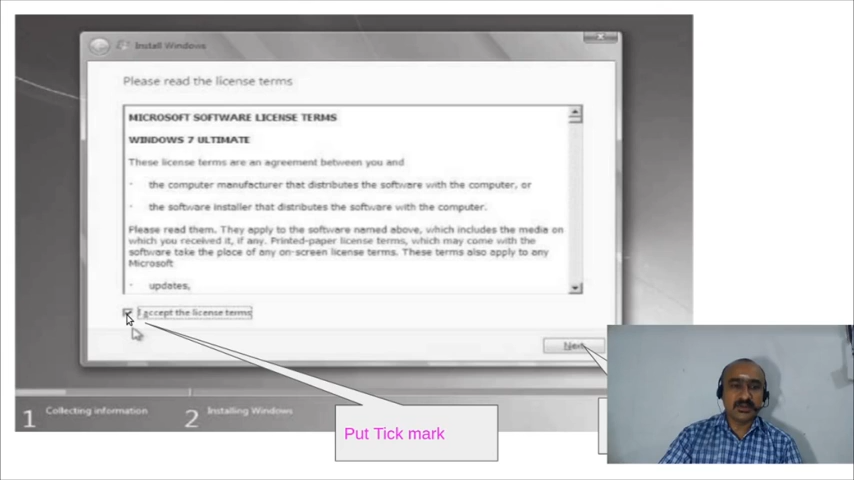 Install Windows
Please read the license terms
MICROSOFT SOFTWARE LICENSE TERMS
WINDOWS 7 ULTIMATE
These license terms are an agreement between you and
· the computer manufacturer that distributes the software with the computer, or
· the software installer that distributes the software with the computer.
Please read them. They apply to the software named above, which includes the media on
which you received it, if any. Printed-paper license terms, which may come with the
software take the place of any on-screen license terms. These terms also apply to any
Microsoft
· updates,
I accept the license terms
Next
1 Collecting information
2 Installing Windows
Put Tick mark